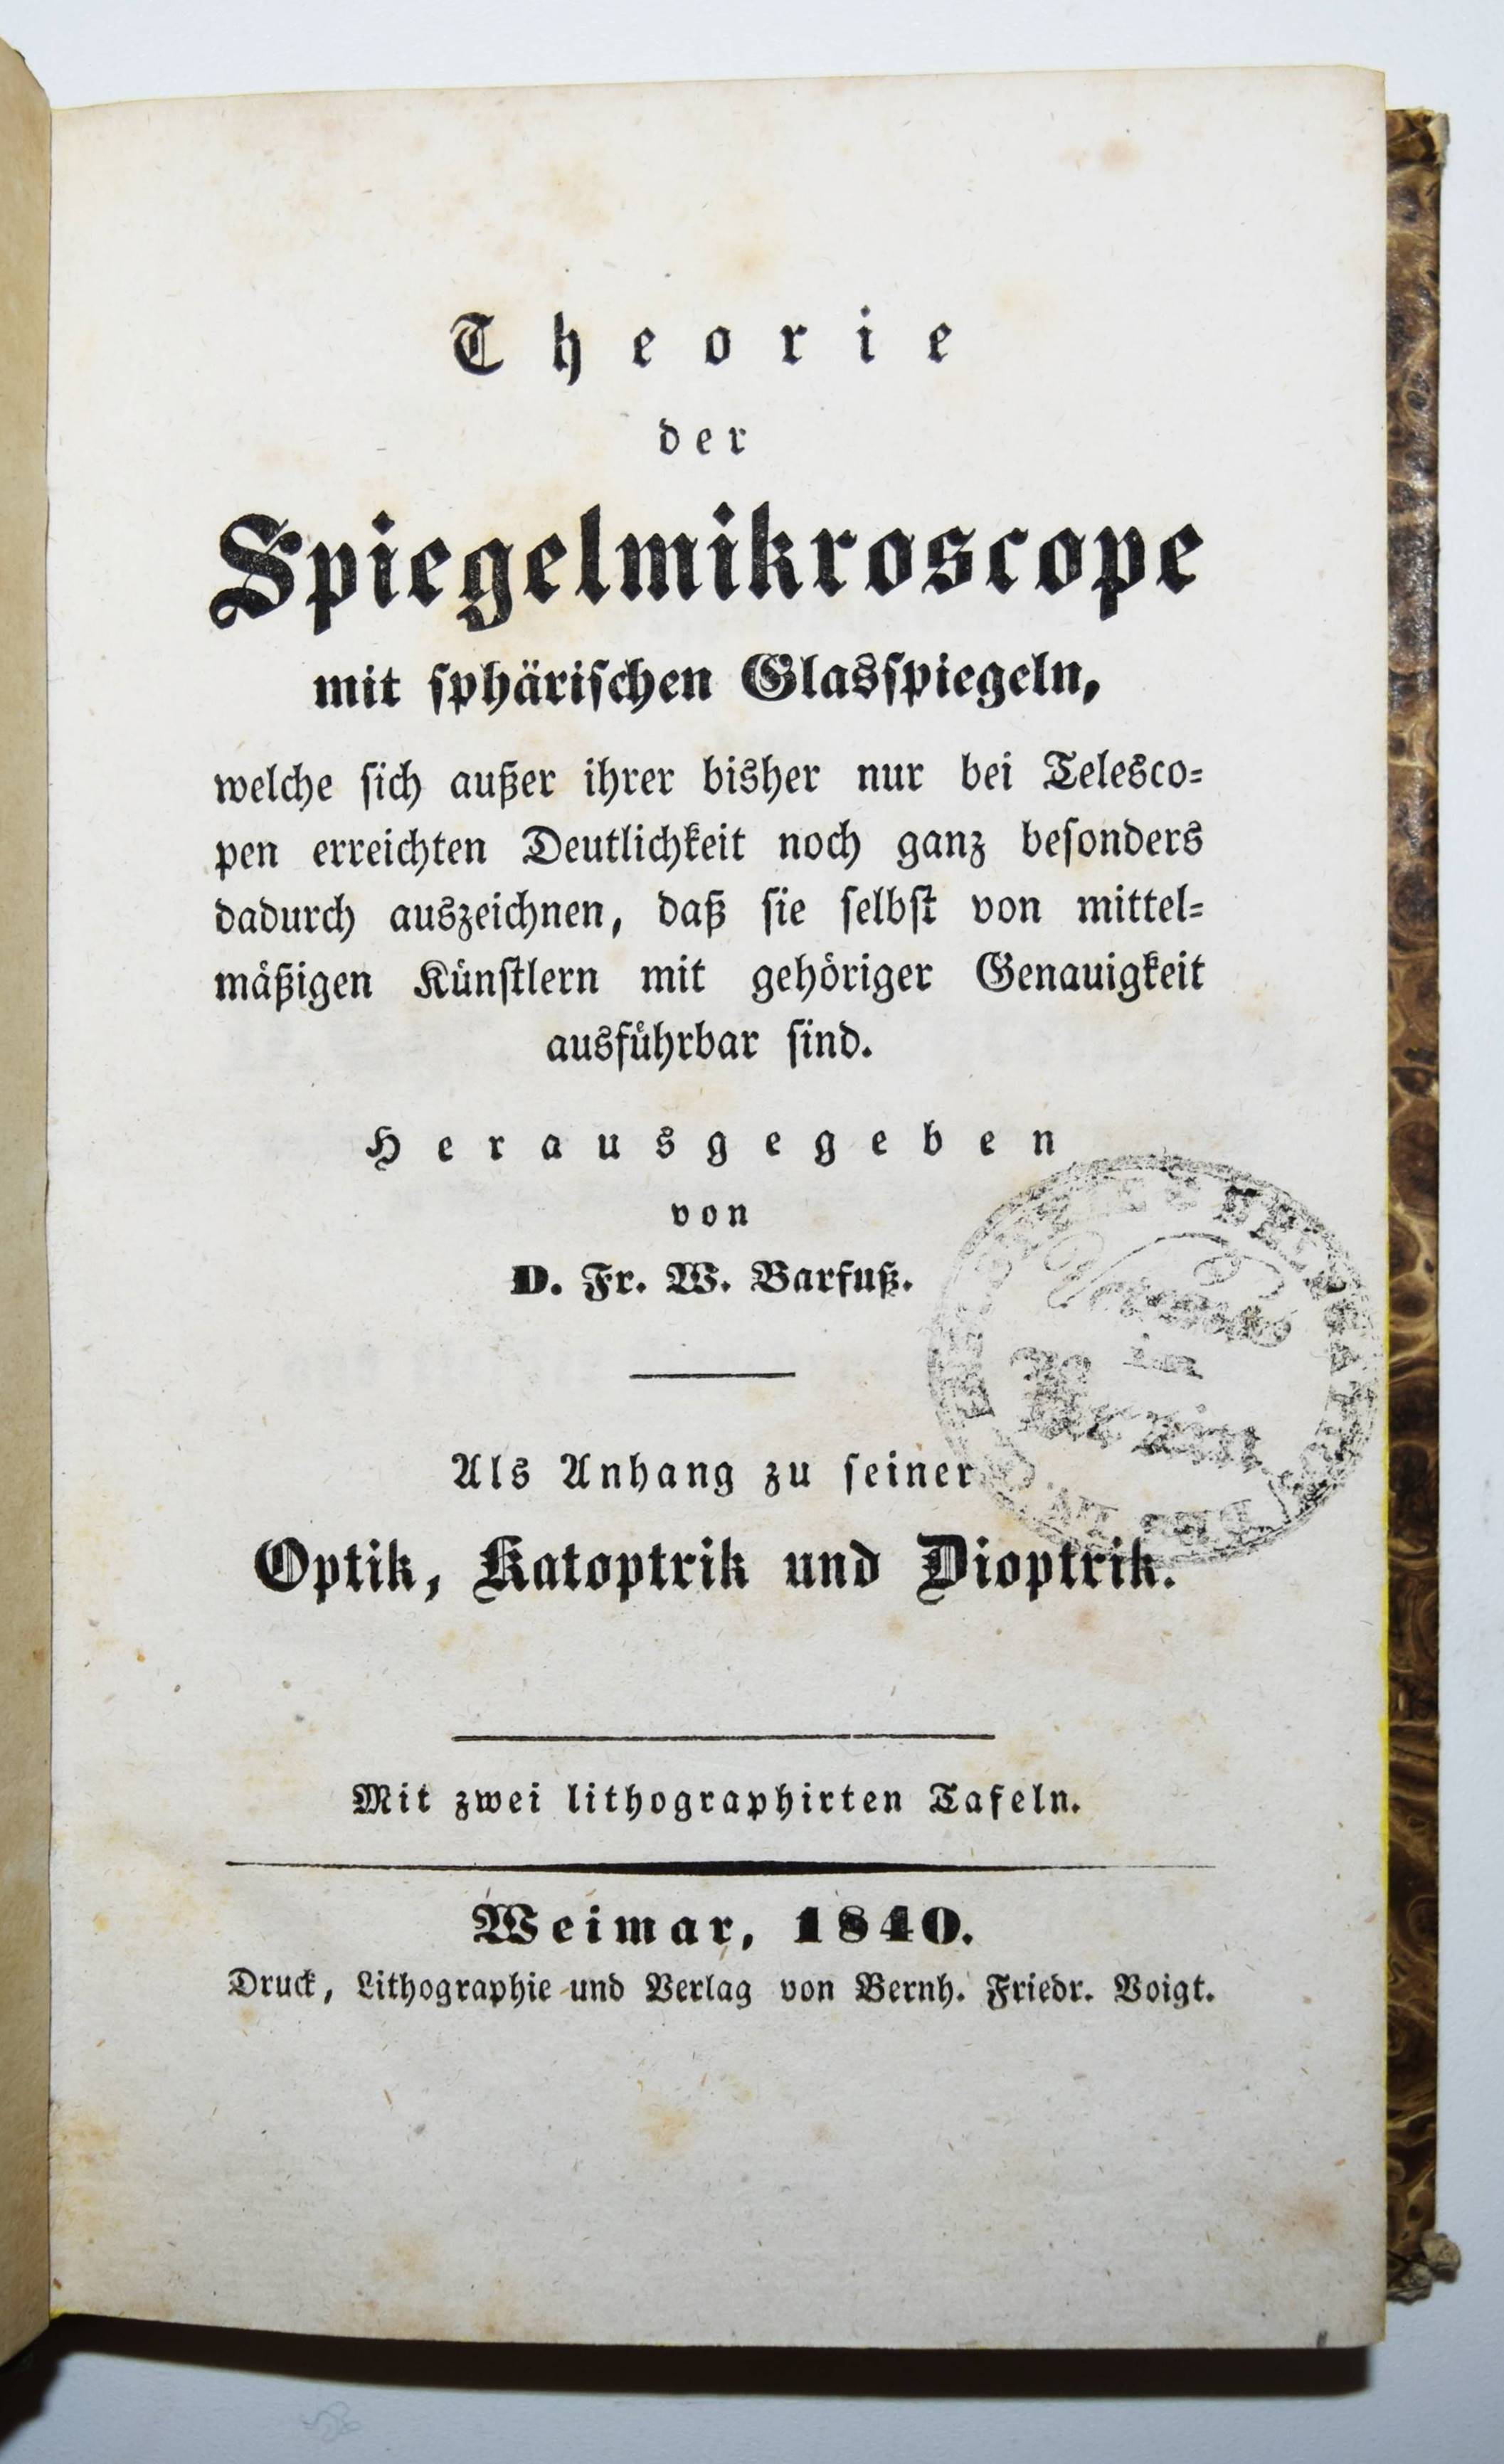 Theorie
der
Spiegelmikroscope
mit sphärischen Glasspiegeln,
welche sich außer ihrer bisher nur bei Telesco-
pen erreichten Deutlichkeit noch ganz besonders
dadurch auszeichnen, daß sie selbst von mittel-
mäßigen Künstlern mit gehöriger Genauigkeit
ausführbar sind.
Herausgegeben
von
D. Fr. W. Barfuß.
Als Anhang zu seiner
Optik, Katoptrik und Dioptrik.
Mit zwei lithographirten Tafeln.
Weimar, 1840.
Druck, Lithographie und Verlag von Bernh. Friedr. Voigt.
in